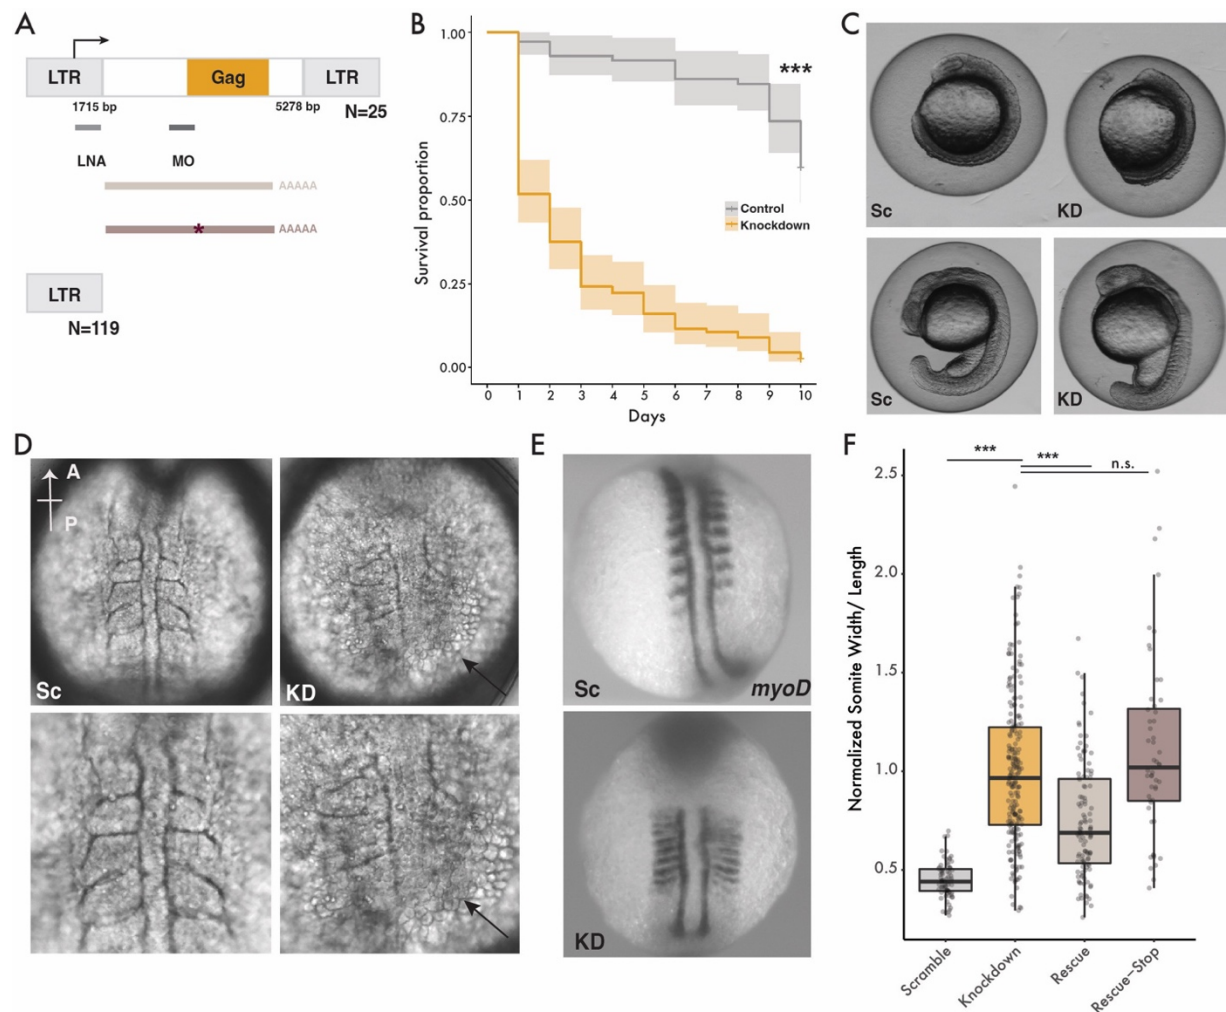 A
LTR Gag LTR
1715 bp 5278 bp
N=25
LNA MO
AAAAA
* AAAAA
LTR
N=119
B
Survival proportion
1.00
0.75
0.50
0.25
0.00
***
Control
Knockdown
0 1 2 3 4 5 6 7 8 9 10
Days
C
Sc KD
Sc KD
D
A
P
Sc KD
E
Sc myoD
KD
F
Normalized Somite Width/ Length
2.5
2.0
1.5
1.0
0.5
*** *** n.s.
Scramble
Knockdown
Rescue
Rescue-Stop